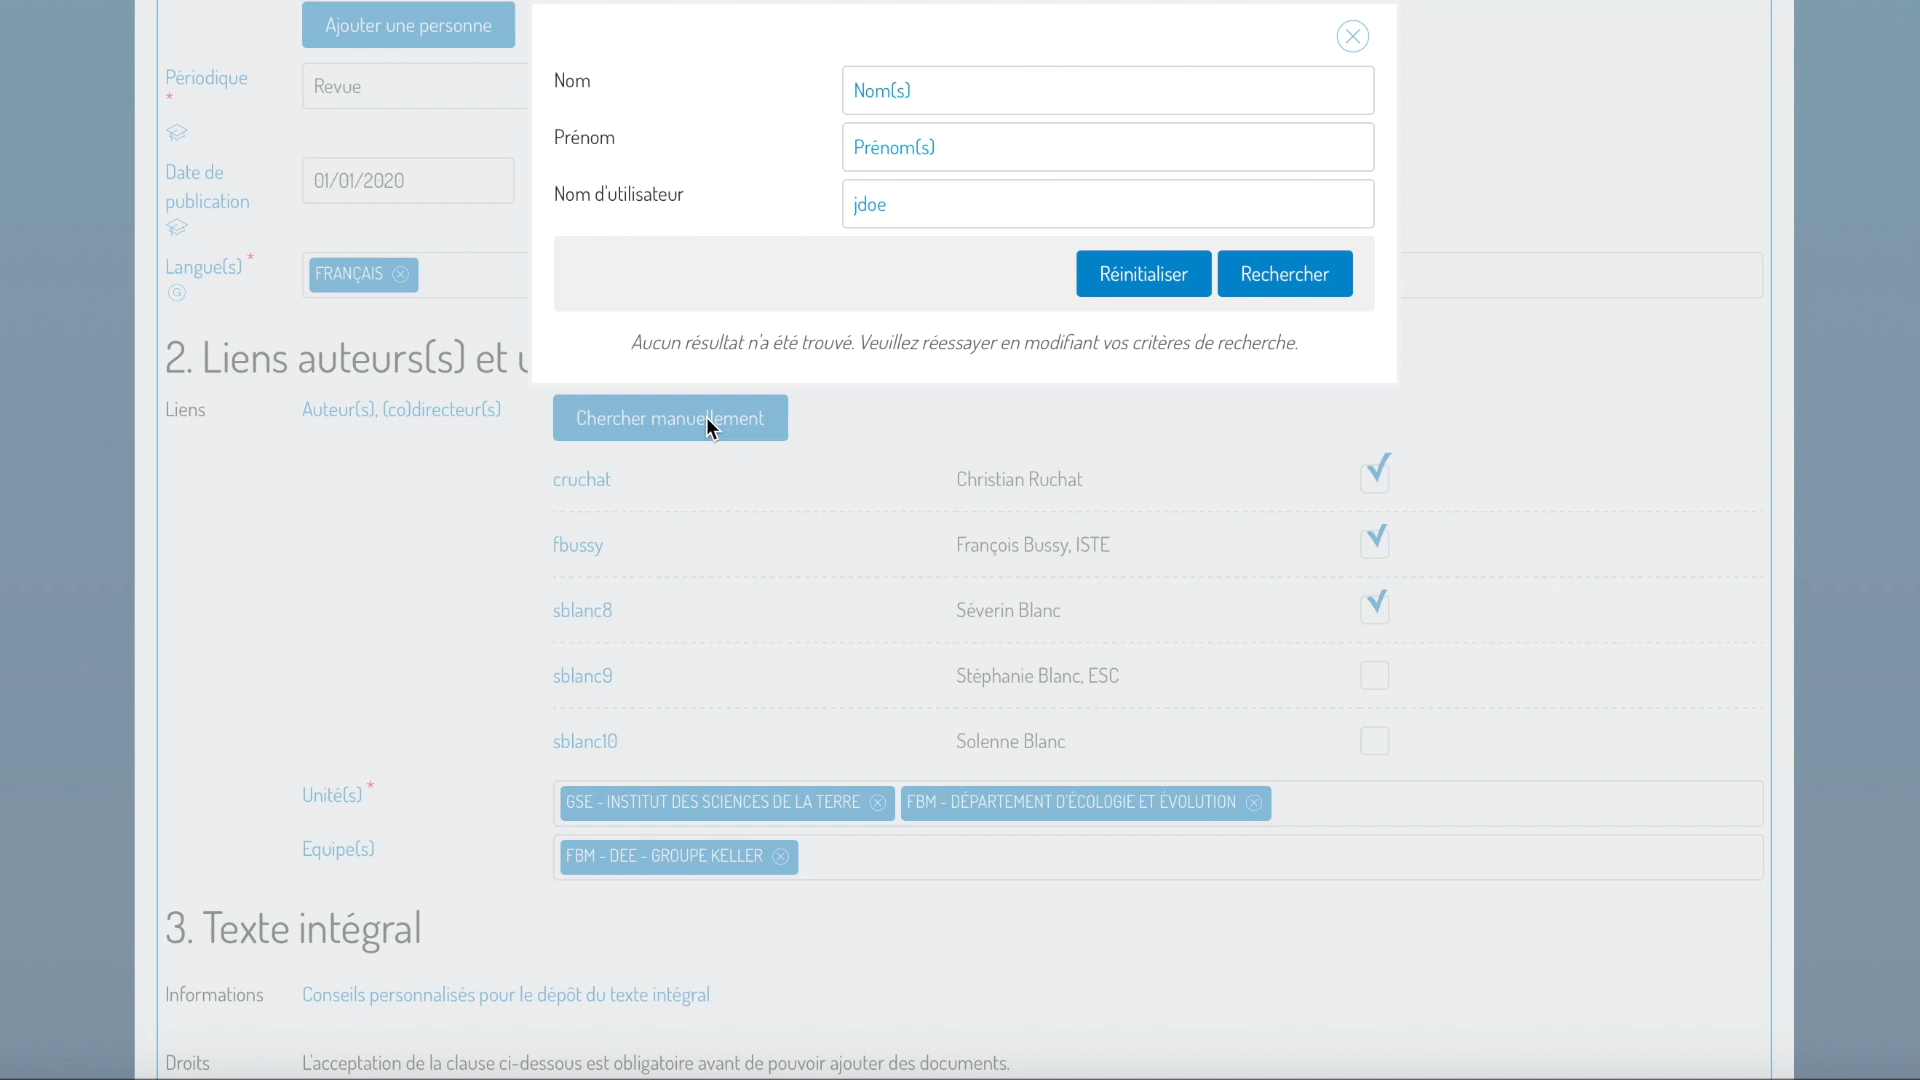 Ajouter une personne
Nom
Nom(s)
Périodique
*
Revue
Prénom
Prénom(s)
Date de
publication
01/01/2020
Nom d'utilisateur
jdoe
Langue(s) *
FRANÇAIS
Réinitialiser
Rechercher
Aucun résultat n'a été trouvé. Veuillez réessayer en modifiant vos critères de recherche.
2. Liens auteurs(s) et
Liens
Auteur(s), (co)directeur(s)
Chercher manuellement
cruchat
Christian Ruchat
fbussy
François Bussy, ISTE
sblanc8
Séverin Blanc
sblanc9
Stéphanie Blanc, ESC
sblanc10
Solenne Blanc
Unité(s) *
GSE - INSTITUT DES SCIENCES DE LA TERRE
FBM - DÉPARTEMENT D'ÉCOLOGIE ET ÉVOLUTION
Equipe(s)
FBM - DEE - GROUPE KELLER
3. Texte intégral
Informations
Conseils personnalisés pour le dépôt du texte intégral
Droits
L'acceptation de la clause ci-dessous est obligatoire avant de pouvoir ajouter des documents.